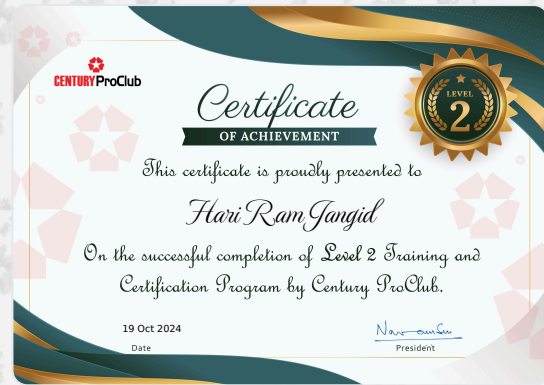 CENTURY ProClub
LEVEL
2
Certificate
OF ACHIEVEMENT
This certificate is proudly presented to
Hari Ram Jangid
On the successful completion of Level 2 Training and
Certification Program by Century ProClub.
19 Oct 2024
Date
President